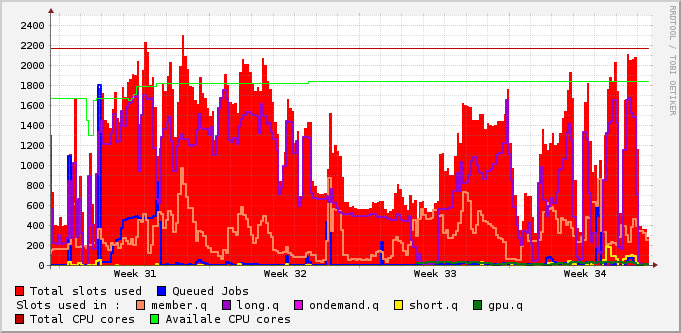 2400
2200
2000
1800
1600
1400
1200
1000
800
600
400
200
0
Week 31 Week 32 Week 33 Week 34
RRDTOOL / TOBI OETIKER
Total slots used Queued Jobs
Slots used in : member.q long.q ondemand.q short.q gpu.q
Total CPU cores Availale CPU cores